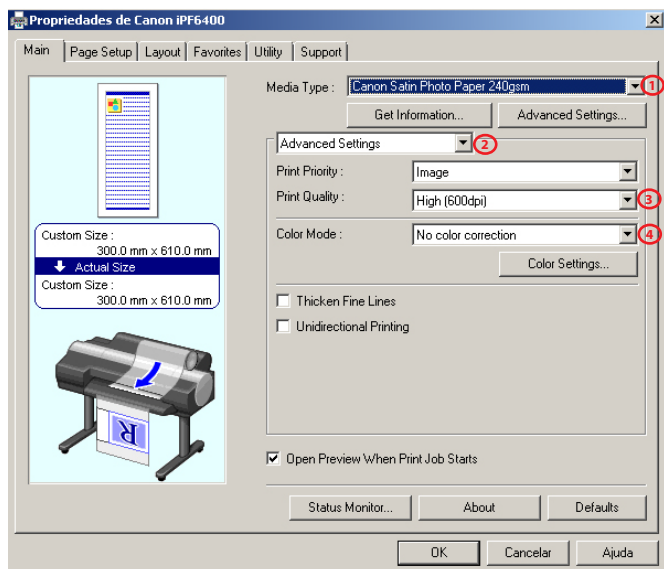 Propriedades de Canon iPF6400
Main Page Setup Layout Favorites Utility Support
Media Type : Canon Satin Photo Paper 240gsm 1
Get Information... Advanced Settings...
Advanced Settings 2
Print Priority : Image
Print Quality : High (600dpi) 3
Color Mode : No color correction 4
Color Settings...
Thicken Fine Lines
Unidirectional Printing
Custom Size :
300.0 mm x 610.0 mm
Actual Size
Custom Size :
300.0 mm x 610.0 mm
R
Open Preview When Print Job Starts
Status Monitor... About Defaults
OK Cancelar Ajuda